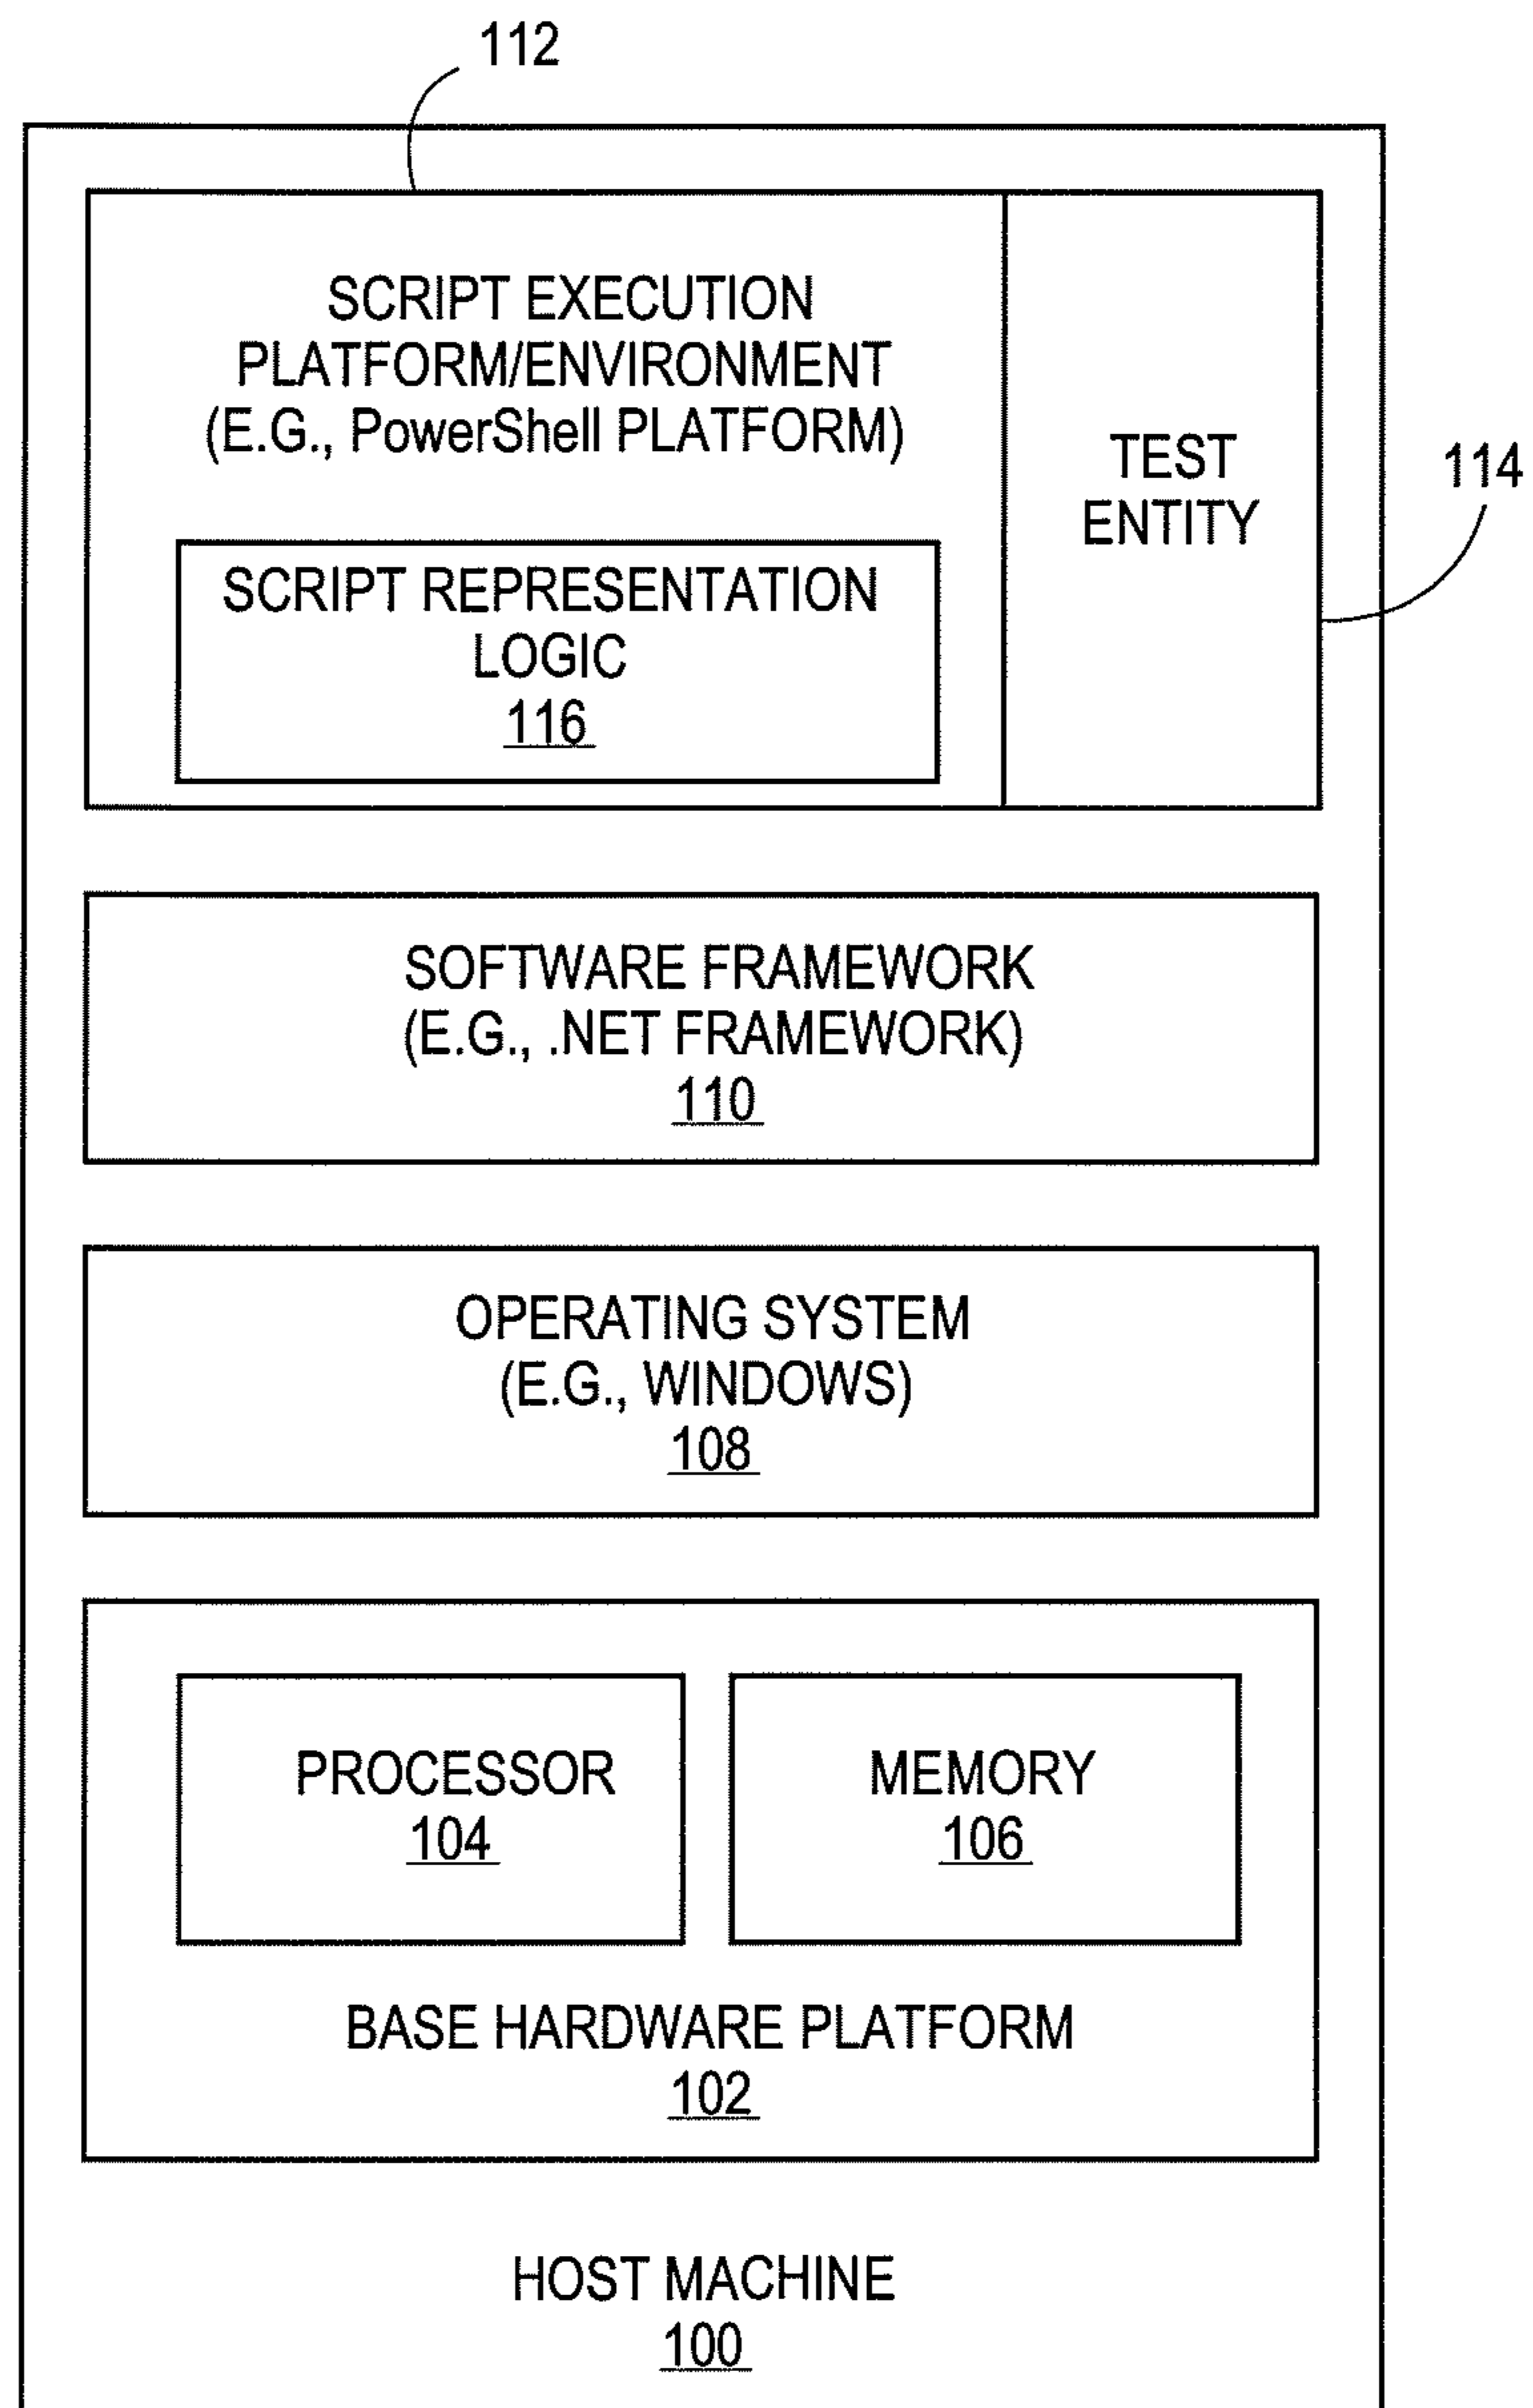 112
SCRIPT EXECUTION
PLATFORM/ENVIRONMENT
(E.G., PowerShell PLATFORM)
TEST
ENTITY
114
SCRIPT REPRESENTATION
LOGIC
116
SOFTWARE FRAMEWORK
(E.G., .NET FRAMEWORK)
110
OPERATING SYSTEM
(E.G., WINDOWS)
108
PROCESSOR
104
MEMORY
106
BASE HARDWARE PLATFORM
102
HOST MACHINE
100